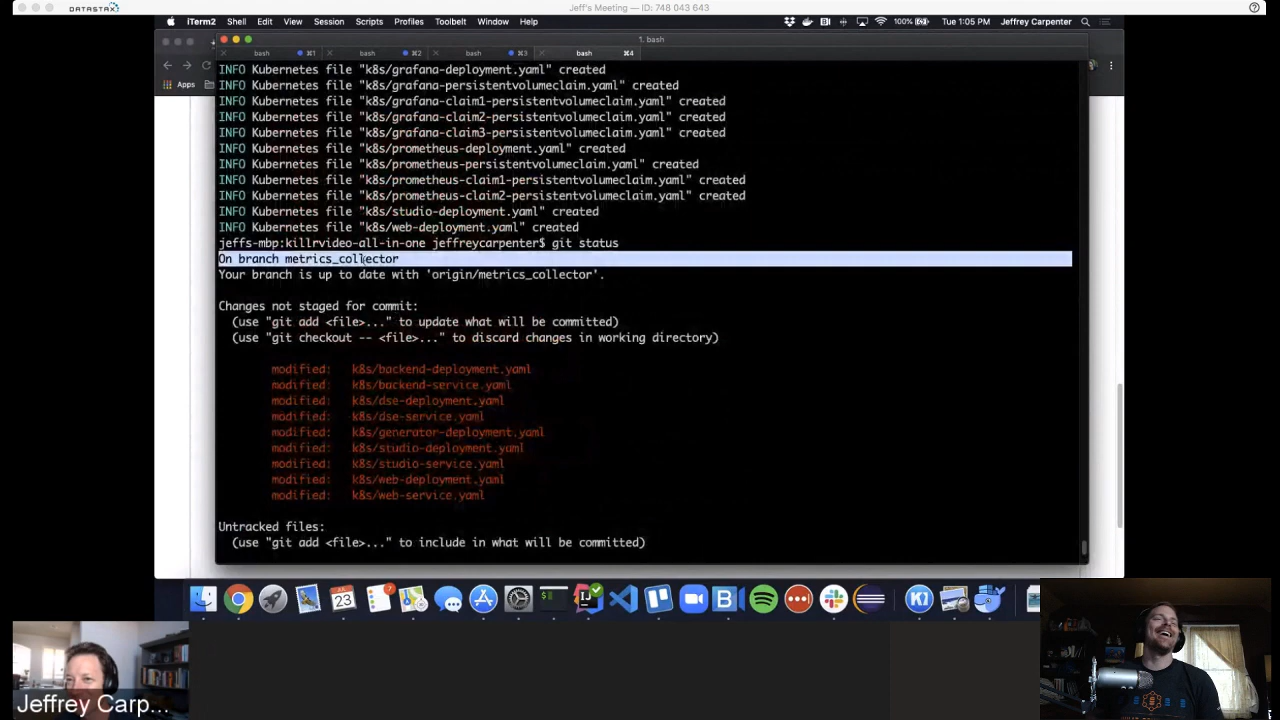 DATASTAX
Jeff's Meeting — ID: 748 043 643
iTerm2 Shell Edit View Session Scripts Profiles Toolbelt Window Help 100% Tue 1:05 PM Jeffrey Carpenter
1. bash
bash ⌘1 bash ⌘2 bash ⌘3 bash ⌘4
Apps
INFO Kubernetes file "k8s/grafana-deployment.yaml" created
INFO Kubernetes file "k8s/grafana-persistentvolumeclaim.yaml" created
INFO Kubernetes file "k8s/grafana-claim1-persistentvolumeclaim.yaml" created
INFO Kubernetes file "k8s/grafana-claim2-persistentvolumeclaim.yaml" created
INFO Kubernetes file "k8s/grafana-claim3-persistentvolumeclaim.yaml" created
INFO Kubernetes file "k8s/prometheus-deployment.yaml" created
INFO Kubernetes file "k8s/prometheus-persistentvolumeclaim.yaml" created
INFO Kubernetes file "k8s/prometheus-claim1-persistentvolumeclaim.yaml" created
INFO Kubernetes file "k8s/prometheus-claim2-persistentvolumeclaim.yaml" created
INFO Kubernetes file "k8s/studio-deployment.yaml" created
INFO Kubernetes file "k8s/web-deployment.yaml" created
jeffs-mbp:killrvideo-all-in-one jeffreycarpenter$ git status
On branch metrics_collector
Your branch is up to date with 'origin/metrics_collector'.
Changes not staged for commit:
(use "git add <file>..." to update what will be committed)
(use "git checkout -- <file>..." to discard changes in working directory)
modified: k8s/backend-deployment.yaml
modified: k8s/backend-service.yaml
modified: k8s/dse-deployment.yaml
modified: k8s/dse-service.yaml
modified: k8s/generator-deployment.yaml
modified: k8s/studio-deployment.yaml
modified: k8s/studio-service.yaml
modified: k8s/web-deployment.yaml
modified: k8s/web-service.yaml
Untracked files:
(use "git add <file>..." to include in what will be committed)
23
7
Jeffrey Carp...